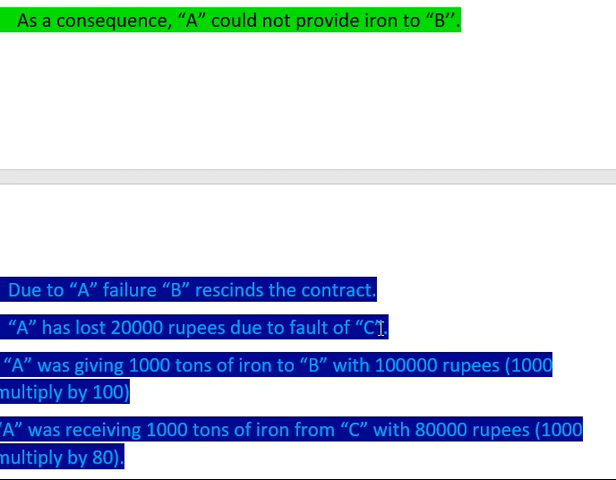 As a consequence, “A” could not provide iron to “B’’.
Due to “A” failure “B” rescinds the contract.
“A” has lost 20000 rupees due to fault of “C”.
“A” was giving 1000 tons of iron to “B” with 100000 rupees (1000
multiply by 100)
“A” was receiving 1000 tons of iron from “C” with 80000 rupees (1000
multiply by 80).